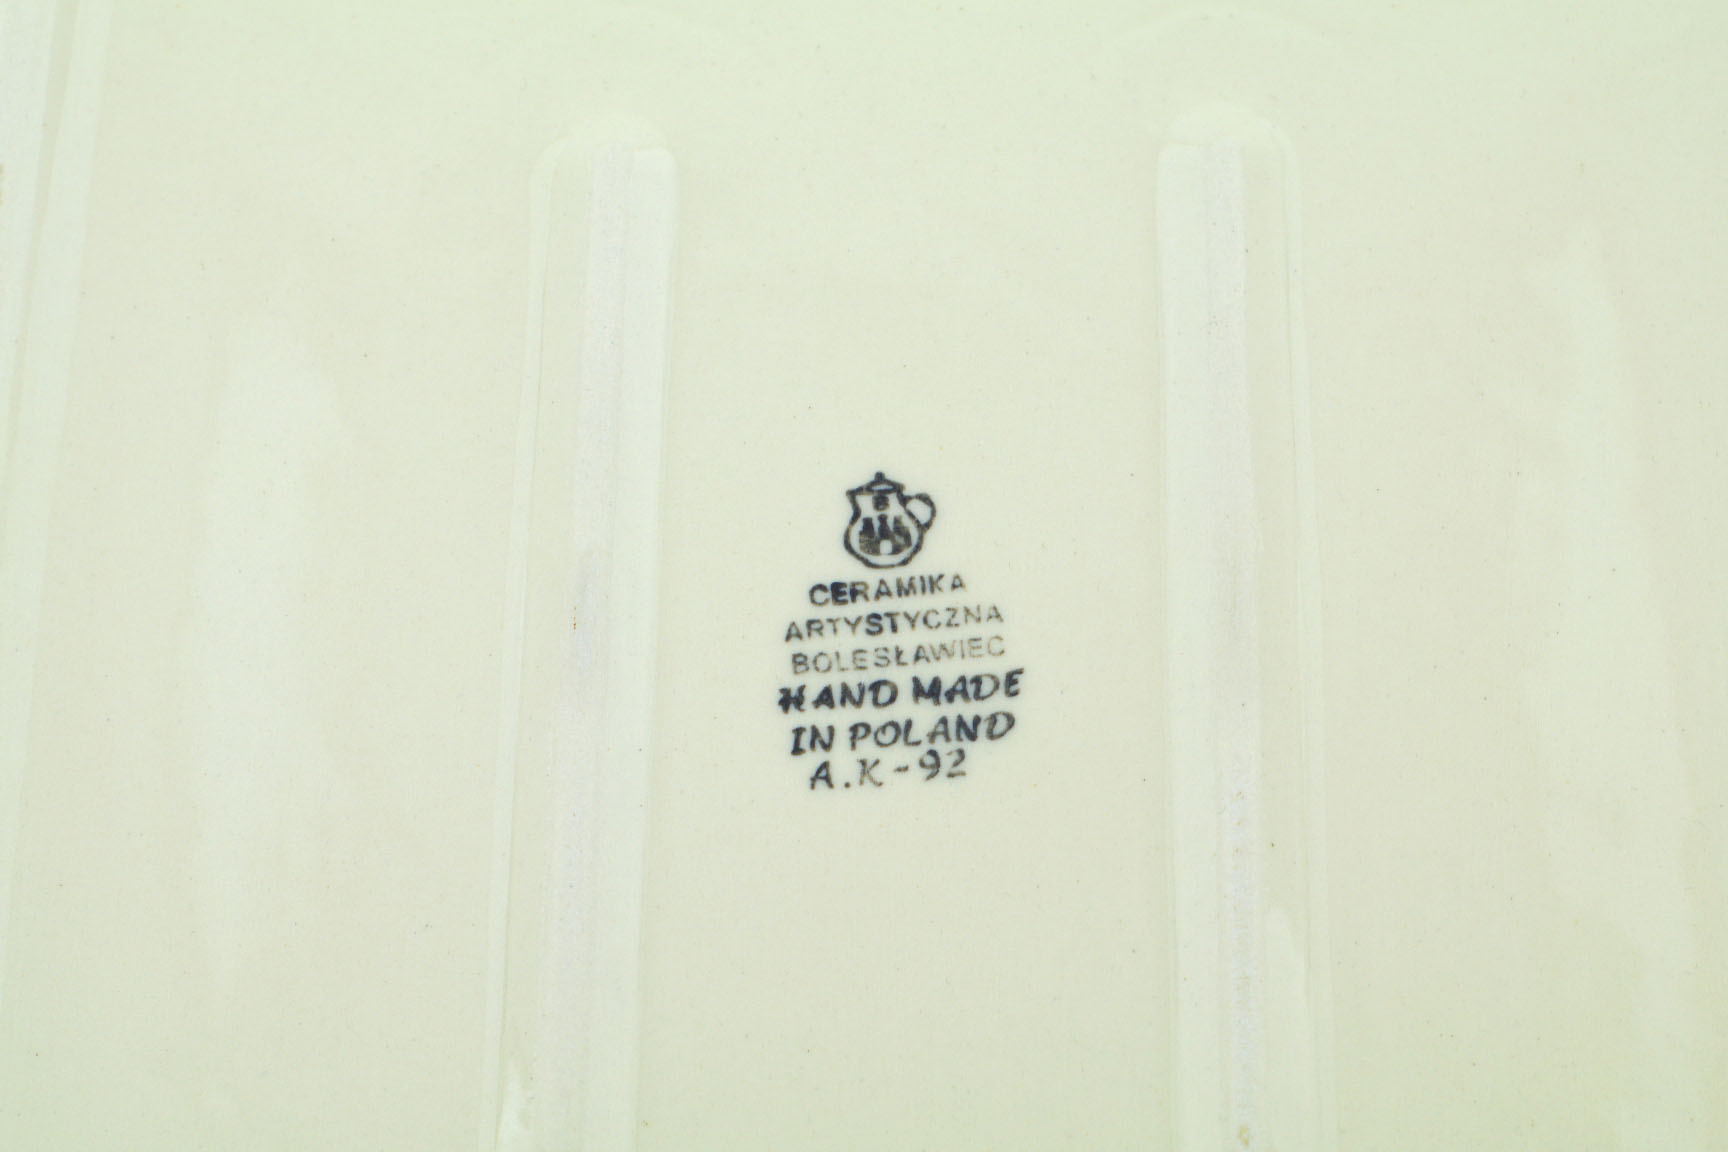 CERAMIKA
ARTYSTYCZNA
BOLESŁAWIEC
HAND MADE
IN POLAND
A.K-92